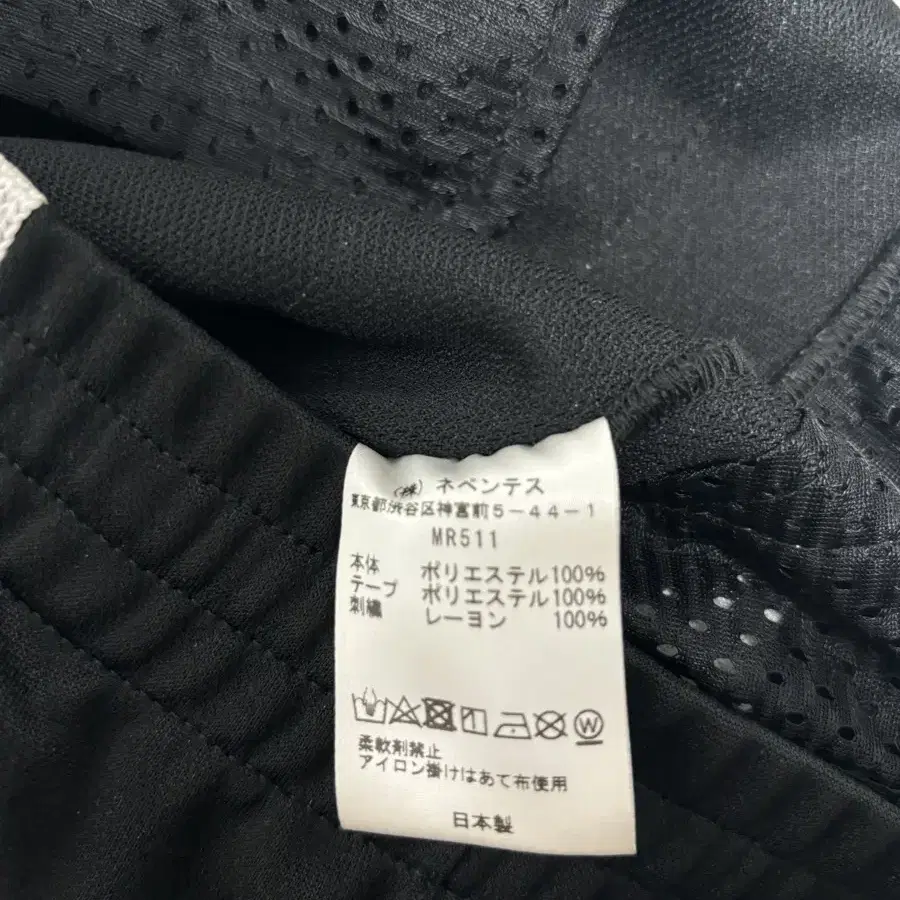 (株) ネペンテス
東京都渋谷区神宮前5-44-1
MR511
本体 ポリエステル100%
テープ ポリエステル100%
刺繍 レーヨン 100%
W
柔軟剤禁止
アイロン掛けはあて布使用
日本製